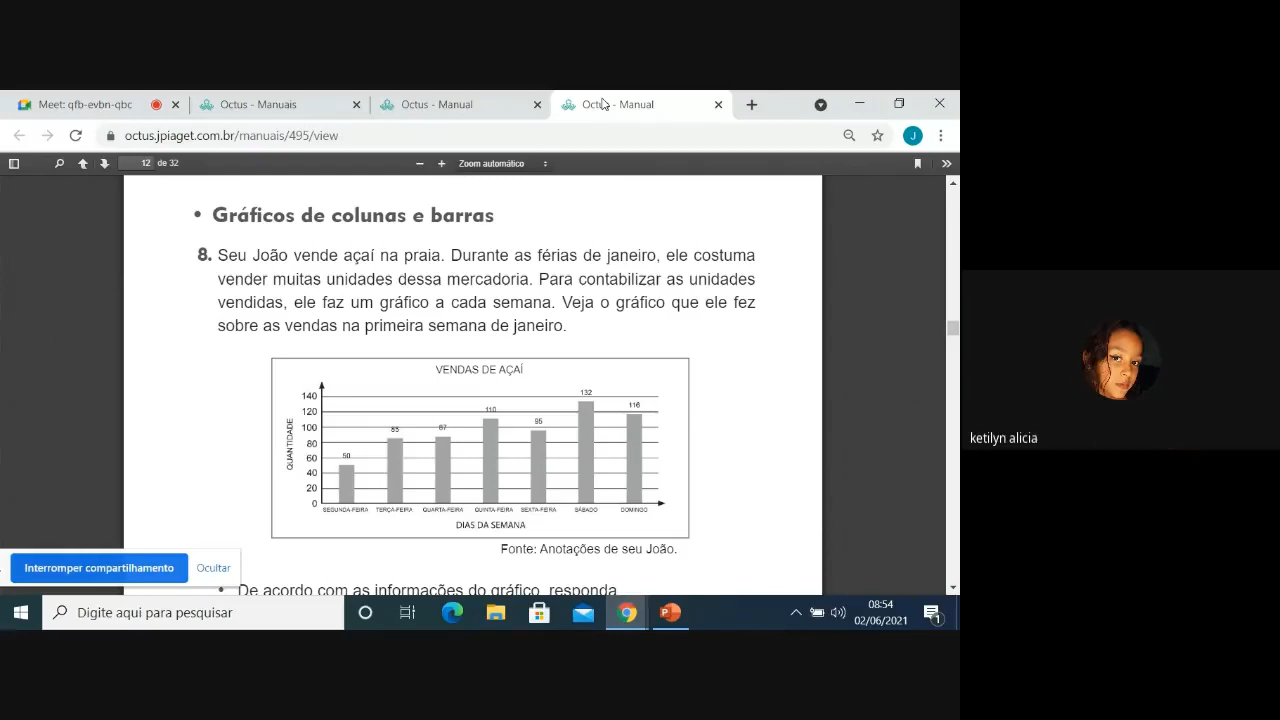 Meet: qfb-evbn-qbc
Octus - Manuais
Octus - Manual
Octus - Manual
octus.jpiaget.com.br/manuais/495/view
J
12 de 32
Zoom automático
• Gráficos de colunas e barras
8. Seu João vende açaí na praia. Durante as férias de janeiro, ele costuma
vender muitas unidades dessa mercadoria. Para contabilizar as unidades
vendidas, ele faz um gráfico a cada semana. Veja o gráfico que ele fez
sobre as vendas na primeira semana de janeiro.
VENDAS DE AÇAÍ
QUANTIDADE
140
120
100
80
60
40
20
0
50
85
87
110
95
132
116
SEGUNDA-FEIRA TERÇA-FEIRA QUARTA-FEIRA QUINTA-FEIRA SEXTA-FEIRA SÁBADO DOMINGO
DIAS DA SEMANA
Fonte: Anotações de seu João.
• De acordo com as informações do gráfico, responda
Interromper compartilhamento
Ocultar
Digite aqui para pesquisar
08:54
02/06/2021
1
ketilyn alicia